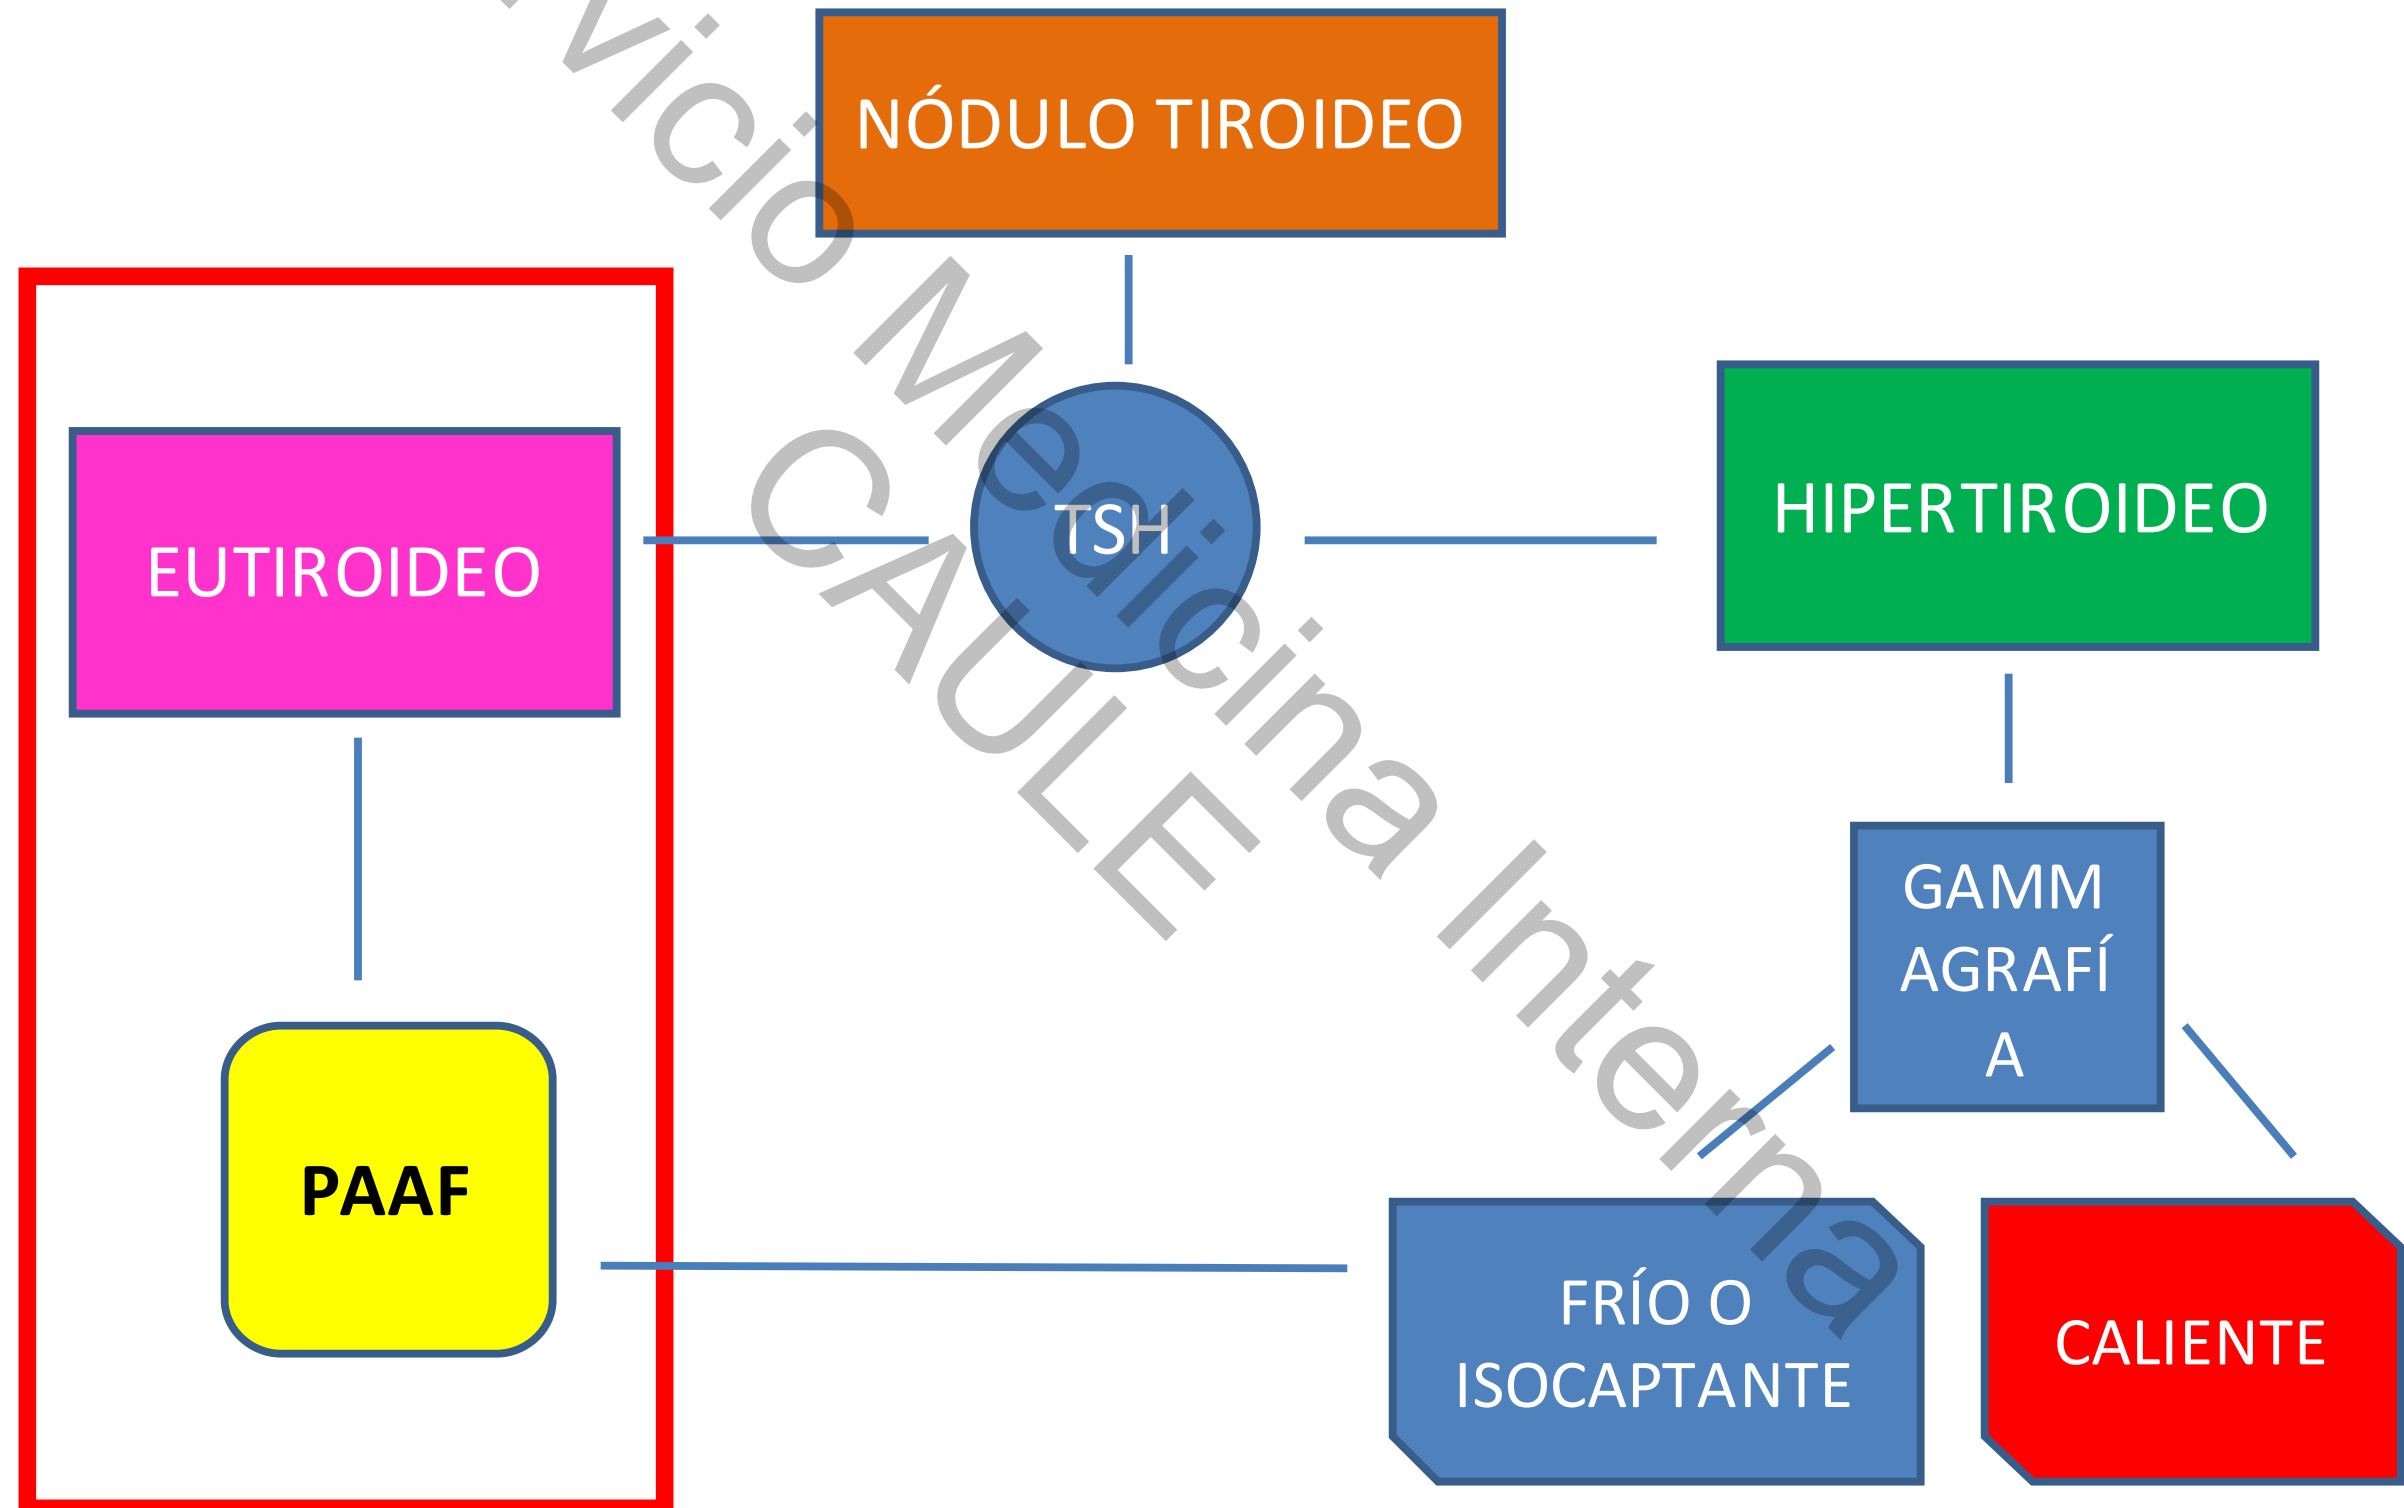 NÓDULO TIROIDEO
EUTIROIDEO
TSH
HIPERTIROIDEO
GAMM
AGRAFÍ
A
PAAF
FRÍO O
ISOCAPTANTE
CALIENTE
Medicina Interna
CAULE